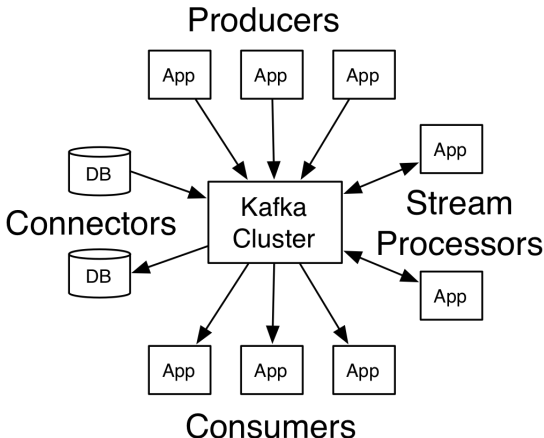 Producers
App
App
App
DB
App
Kafka
Cluster
Connectors
Stream
Processors
DB
App
App
App
App
Consumers